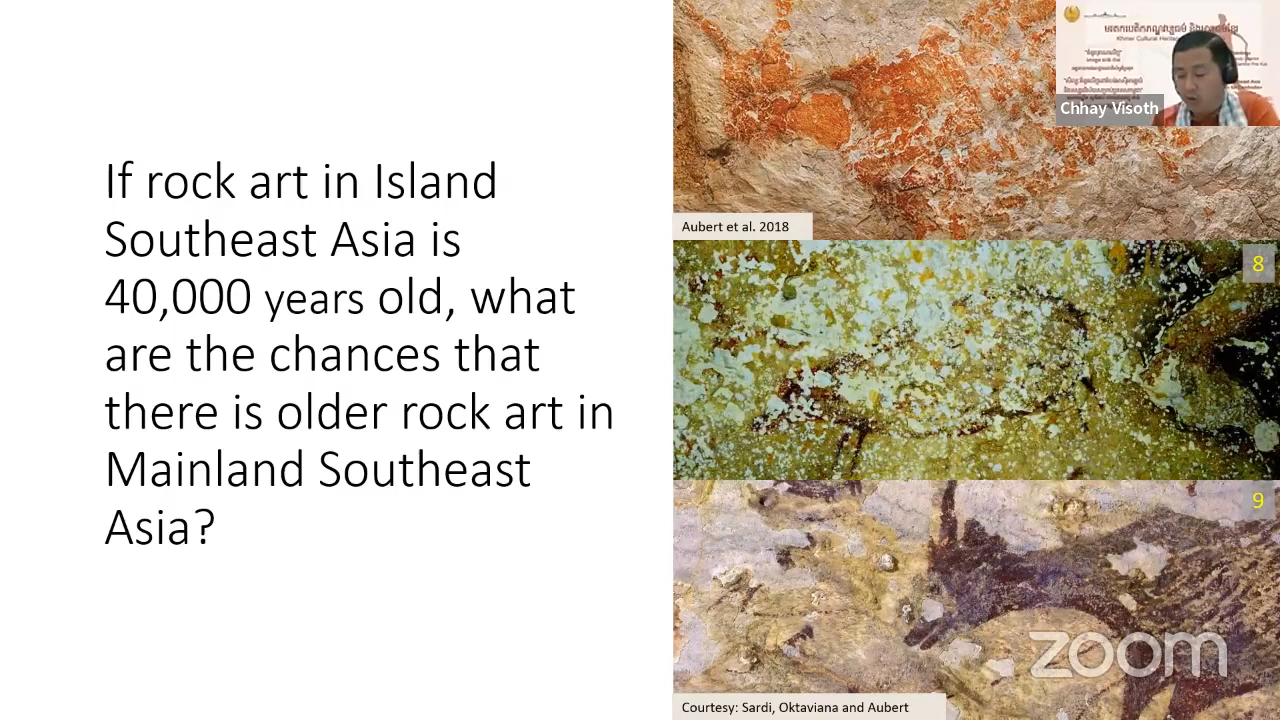 If rock art in Island
Southeast Asia is
40,000 years old, what
are the chances that
there is older rock art in
Mainland Southeast
Asia?
Khmer Cultural
Chhay Visoth
Aubert et al. 2018
8
9
zoom
Courtesy: Sardi, Oktaviana and Aubert